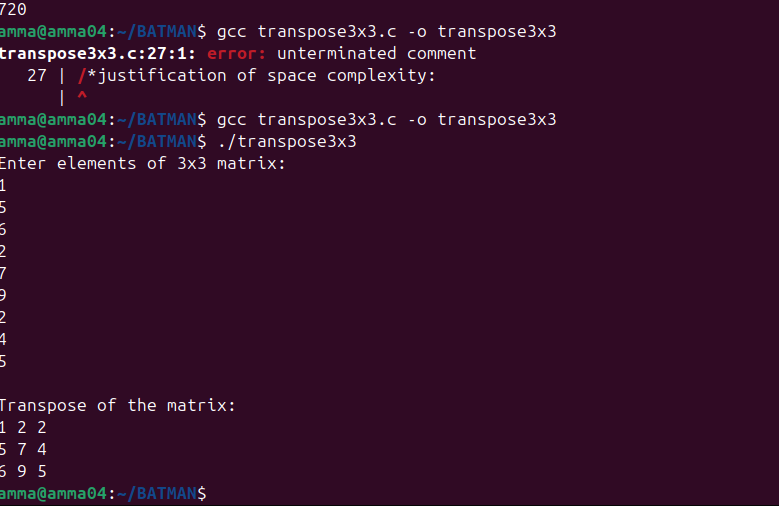 720
amma@amma04:~/BATMAN$ gcc transpose3x3.c -o transpose3x3
transpose3x3.c:27:1: error: unterminated comment
   27 | /*justification of space complexity:
      | ^
amma@amma04:~/BATMAN$ gcc transpose3x3.c -o transpose3x3
amma@amma04:~/BATMAN$ ./transpose3x3
Enter elements of 3x3 matrix:
1
5
6
2
7
9
2
4
5

Transpose of the matrix:
1 2 2
5 7 4
6 9 5
amma@amma04:~/BATMAN$